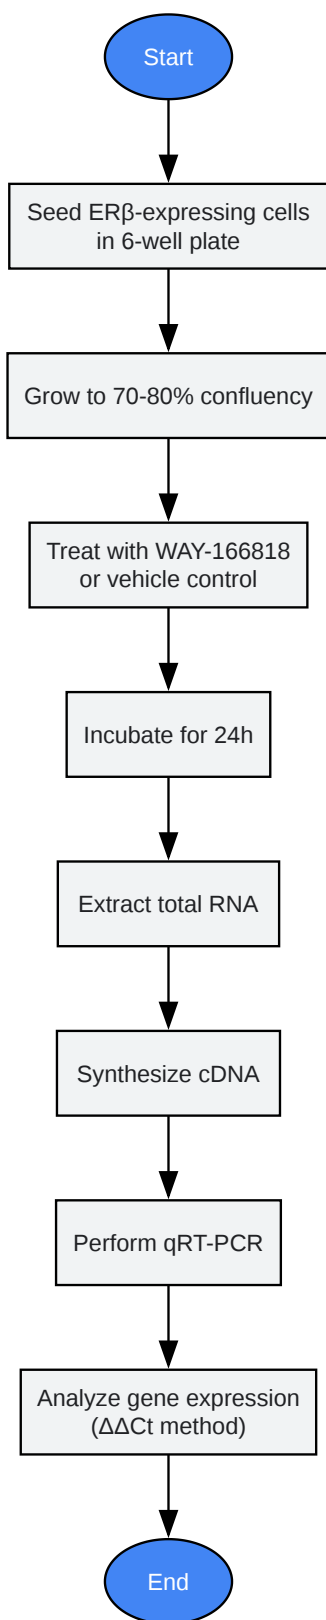 Start
Seed ERβ-expressing cells
in 6-well plate
Grow to 70-80% confluency
Treat with WAY-166818
or vehicle control
Incubate for 24h
Extract total RNA
Synthesize cDNA
Perform qRT-PCR
Analyze gene expression
(ΔΔCt method)
End